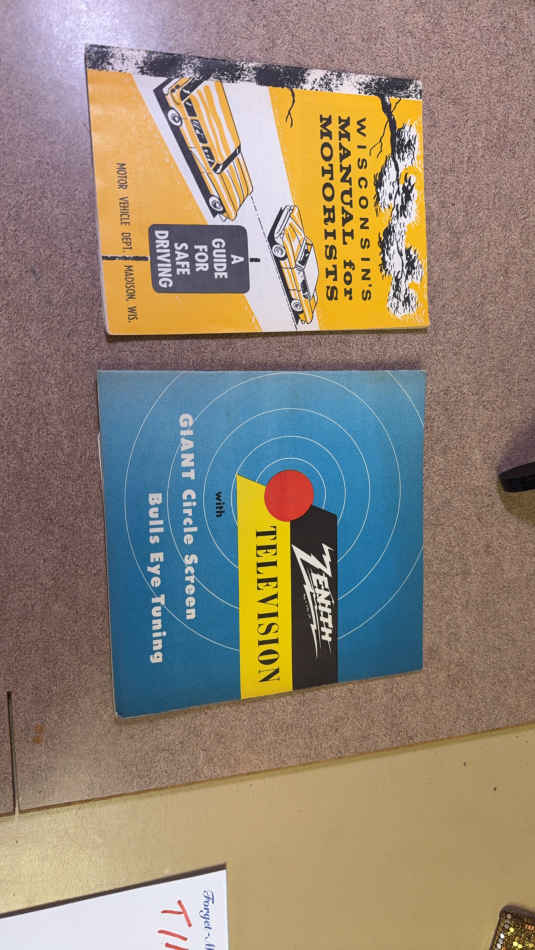 WISCONSIN'S
MANUAL for
MOTORISTS
A
GUIDE
FOR
SAFE
DRIVING
MOTOR VEHICLE DEPT. MADISON, WIS.
ZENITH
TELEVISION
with
GIANT Circle Screen
Bulls Eye Tuning